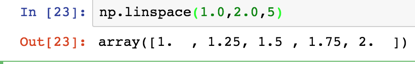 In [23]: np.linspace(1.0,2.0,5)
Out[23]: array([1.  , 1.25, 1.5 , 1.75, 2.  ])